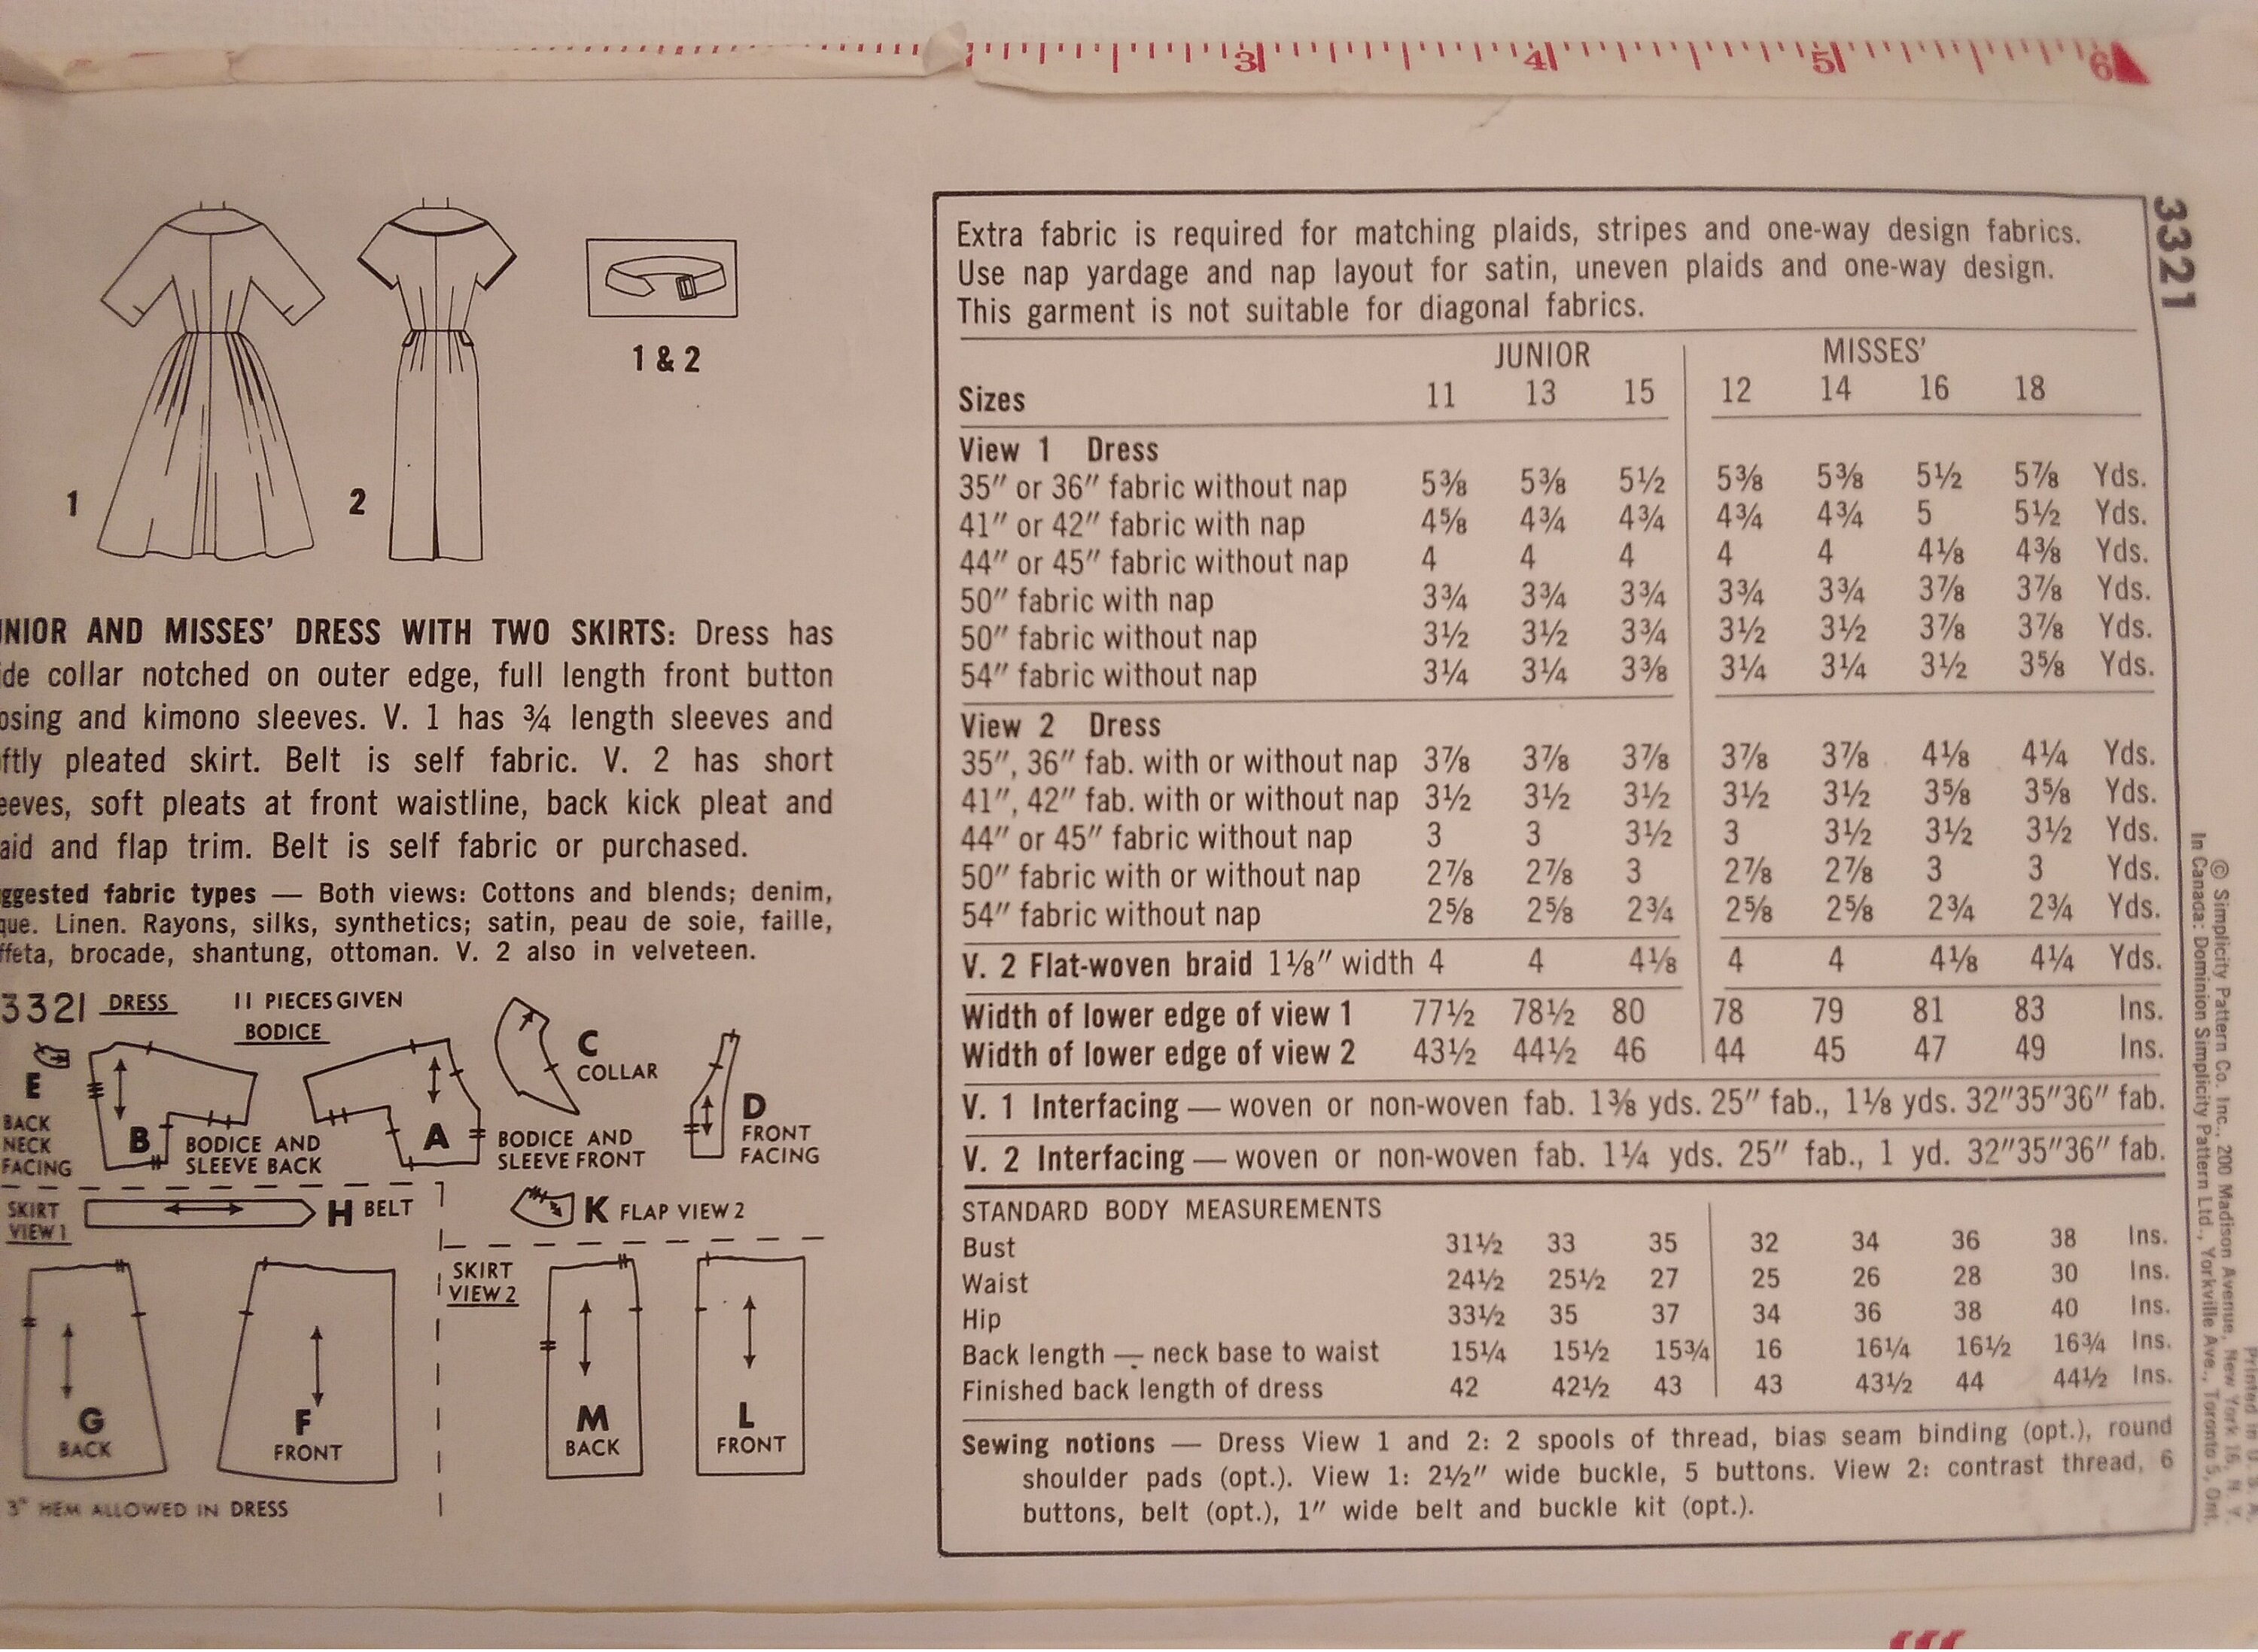 3 4 5 6
1
2
1 & 2
NIOR AND MISSES' DRESS WITH TWO SKIRTS: Dress has
de collar notched on outer edge, full length front button
osing and kimono sleeves. V. 1 has ¾ length sleeves and
ftly pleated skirt. Belt is self fabric. V. 2 has short
eeves, soft pleats at front waistline, back kick pleat and
aid and flap trim. Belt is self fabric or purchased.
ggested fabric types — Both views: Cottons and blends; denim,
que. Linen. Rayons, silks, synthetics; satin, peau de soie, faille,
ffeta, brocade, shantung, ottoman. V. 2 also in velveteen.
3321 DRESS 11 PIECES GIVEN
BODICE
E
BACK
NECK
FACING
B
BODICE AND
SLEEVE BACK
A
BODICE AND
SLEEVE FRONT
C
COLLAR
D
FRONT
FACING
SKIRT
VIEW 1
H BELT
K FLAP VIEW 2
G
BACK
F
FRONT
SKIRT
VIEW 2
M
BACK
L
FRONT
3" HEM ALLOWED IN DRESS
Extra fabric is required for matching plaids, stripes and one-way design fabrics.
Use nap yardage and nap layout for satin, uneven plaids and one-way design.
This garment is not suitable for diagonal fabrics.
JUNIOR MISSES'
Sizes 11 13 15 12 14 16 18
View 1 Dress
35" or 36" fabric without nap 5⅜ 5⅜ 5½ 5⅜ 5⅜ 5½ 5⅞ Yds.
41" or 42" fabric with nap 4⅝ 4¾ 4¾ 4¾ 4¾ 5 5½ Yds.
44" or 45" fabric without nap 4 4 4 4 4 4⅛ 4⅜ Yds.
50" fabric with nap 3¾ 3¾ 3¾ 3¾ 3¾ 3⅞ 3⅞ Yds.
50" fabric without nap 3½ 3½ 3¾ 3½ 3½ 3⅞ 3⅞ Yds.
54" fabric without nap 3¼ 3¼ 3⅜ 3¼ 3¼ 3½ 3⅝ Yds.
View 2 Dress
35", 36" fab. with or without nap 3⅞ 3⅞ 3⅞ 3⅞ 3⅞ 4⅛ 4¼ Yds.
41", 42" fab. with or without nap 3½ 3½ 3½ 3½ 3½ 3⅝ 3⅝ Yds.
44" or 45" fabric without nap 3 3 3½ 3 3½ 3½ 3½ Yds.
50" fabric with or without nap 2⅞ 2⅞ 3 2⅞ 2⅞ 3 3 Yds.
54" fabric without nap 2⅝ 2⅝ 2¾ 2⅝ 2⅝ 2¾ 2¾ Yds.
V. 2 Flat-woven braid 1⅛" width 4 4 4⅛ 4 4 4⅛ 4¼ Yds.
Width of lower edge of view 1 77½ 78½ 80 78 79 81 83 Ins.
Width of lower edge of view 2 43½ 44½ 46 44 45 47 49 Ins.
V. 1 Interfacing — woven or non-woven fab. 1⅜ yds. 25" fab., 1⅛ yds. 32"35"36" fab.
V. 2 Interfacing — woven or non-woven fab. 1¼ yds. 25" fab., 1 yd. 32"35"36" fab.
STANDARD BODY MEASUREMENTS
Bust 31½ 33 35 32 34 36 38 Ins.
Waist 24½ 25½ 27 25 26 28 30 Ins.
Hip 33½ 35 37 34 36 38 40 Ins.
Back length — neck base to waist 15¼ 15½ 15¾ 16 16¼ 16½ 16¾ Ins.
Finished back length of dress 42 42½ 43 43 43½ 44 44½ Ins.
Sewing notions — Dress View 1 and 2: 2 spools of thread, bias seam binding (opt.), round
shoulder pads (opt.). View 1: 2½" wide buckle, 5 buttons. View 2: contrast thread, 6
buttons, belt (opt.), 1" wide belt and buckle kit (opt.).
3321
© Simplicity Pattern Co. Inc., 200 Madison Avenue, New York 16, N. Y.
In Canada: Dominion Simplicity Pattern Ltd., Yorkville Ave., Toronto 5, Ont.
Printed in U. S. A.